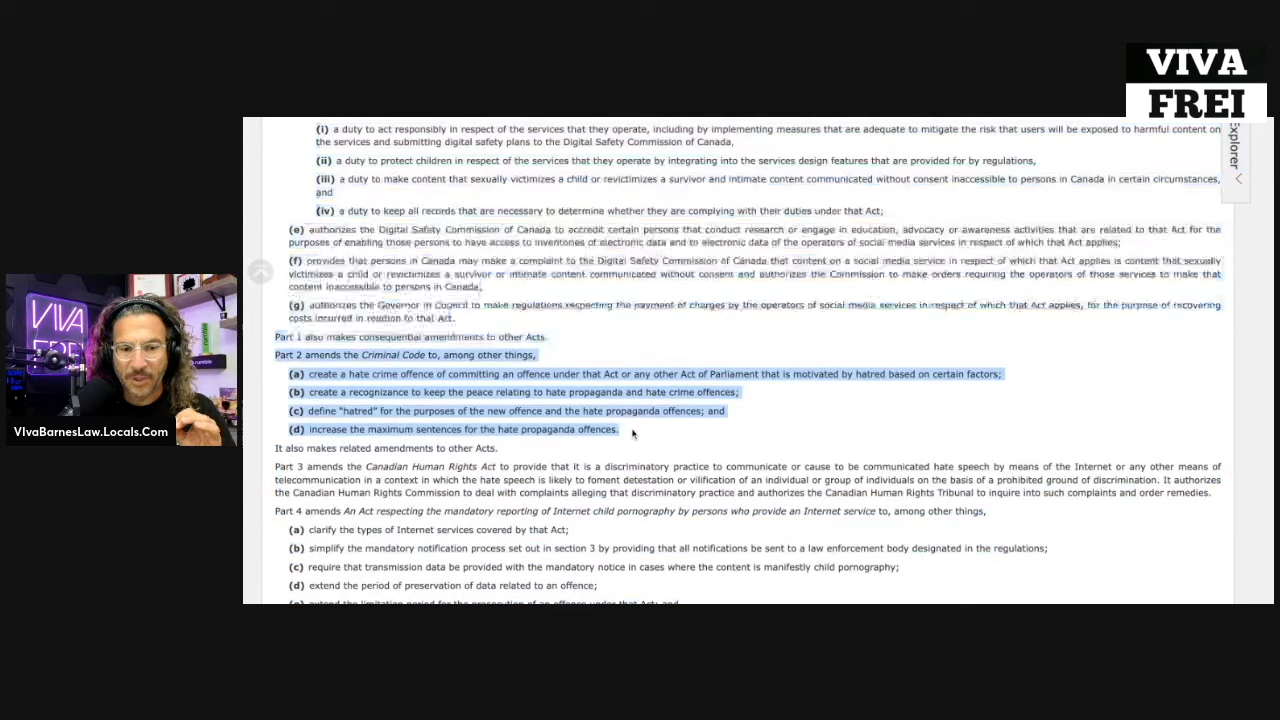 VIVA
FREI
Explorer
(i) a duty to act responsibly in respect of the services that they operate, including by implementing measures that are adequate to mitigate the risk that users will be exposed to harmful content on
the services and submitting digital safety plans to the Digital Safety Commission of Canada,
(ii) a duty to protect children in respect of the services that they operate by integrating into the services design features that are provided for by regulations,
(iii) a duty to make content that sexually victimizes a child or revictimizes a survivor and intimate content communicated without consent inaccessible to persons in Canada in certain circumstances,
and
(iv) a duty to keep all records that are necessary to determine whether they are complying with their duties under that Act;
(e) authorizes the Digital Safety Commission of Canada to accredit certain persons that conduct research or engage in education, advocacy or awareness activities that are related to that Act for the
purposes of enabling those persons to have access to inventories of electronic data and to electronic data of the operators of social media services in respect of which that Act applies;
(f) provides that persons in Canada may make a complaint to the Digital Safety Commission of Canada that content on a social media service in respect of which that Act applies is content that sexually
victimizes a child or revictimizes a survivor or intimate content communicated without consent and authorizes the Commission to make orders requiring the operators of those services to make that
content inaccessible to persons in Canada;
(g) authorizes the Governor in Council to make regulations respecting the payment of charges by the operators of social media services in respect of which that Act applies, for the purpose of recovering
costs incurred in relation to that Act.
Part 1 also makes consequential amendments to other Acts.
Part 2 amends the Criminal Code to, among other things,
(a) create a hate crime offence of committing an offence under that Act or any other Act of Parliament that is motivated by hatred based on certain factors;
(b) create a recognizance to keep the peace relating to hate propaganda and hate crime offences;
(c) define “hatred” for the purposes of the new offence and the hate propaganda offences; and
(d) increase the maximum sentences for the hate propaganda offences.
It also makes related amendments to other Acts.
Part 3 amends the Canadian Human Rights Act to provide that it is a discriminatory practice to communicate or cause to be communicated hate speech by means of the Internet or any other means of
telecommunication in a context in which the hate speech is likely to foment detestation or vilification of an individual or group of individuals on the basis of a prohibited ground of discrimination. It authorizes
the Canadian Human Rights Commission to deal with complaints alleging that discriminatory practice and authorizes the Canadian Human Rights Tribunal to inquire into such complaints and order remedies.
Part 4 amends An Act respecting the mandatory reporting of Internet child pornography by persons who provide an Internet service to, among other things,
(a) clarify the types of Internet services covered by that Act;
(b) simplify the mandatory notification process set out in section 3 by providing that all notifications be sent to a law enforcement body designated in the regulations;
(c) require that transmission data be provided with the mandatory notice in cases where the content is manifestly child pornography;
(d) extend the period of preservation of data related to an offence;
(e) extend the limitation period for the prosecution of an offence under that Act; and
VIVA
VIvaBarnesLaw.Locals.Com